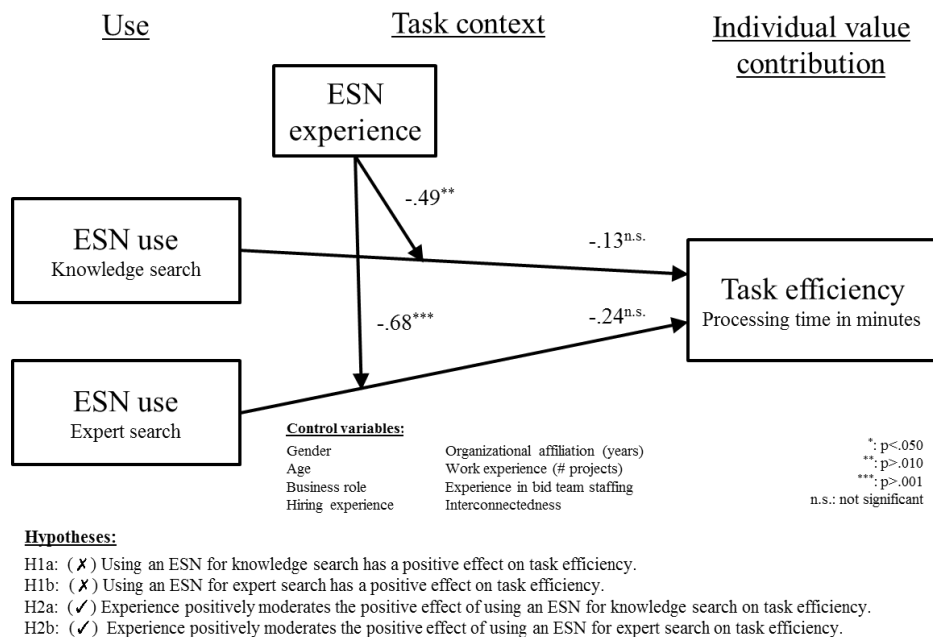 Use
Task context
Individual value
contribution
ESN
experience
-.49**
-.13n.s.
ESN use
Knowledge search
Task efficiency
Processing time in minutes
-.68***
-.24n.s.
ESN use
Expert search
Control variables:
Gender Organizational affiliation (years)
Age Work experience (# projects)
Business role Experience in bid team staffing
Hiring experience Interconnectedness
*: p<.050
**: p>.010
***: p>.001
n.s.: not significant
Hypotheses:
H1a: (✗) Using an ESN for knowledge search has a positive effect on task efficiency.
H1b: (✗) Using an ESN for expert search has a positive effect on task efficiency.
H2a: (✓) Experience positively moderates the positive effect of using an ESN for knowledge search on task efficiency.
H2b: (✓) Experience positively moderates the positive effect of using an ESN for expert search on task efficiency.